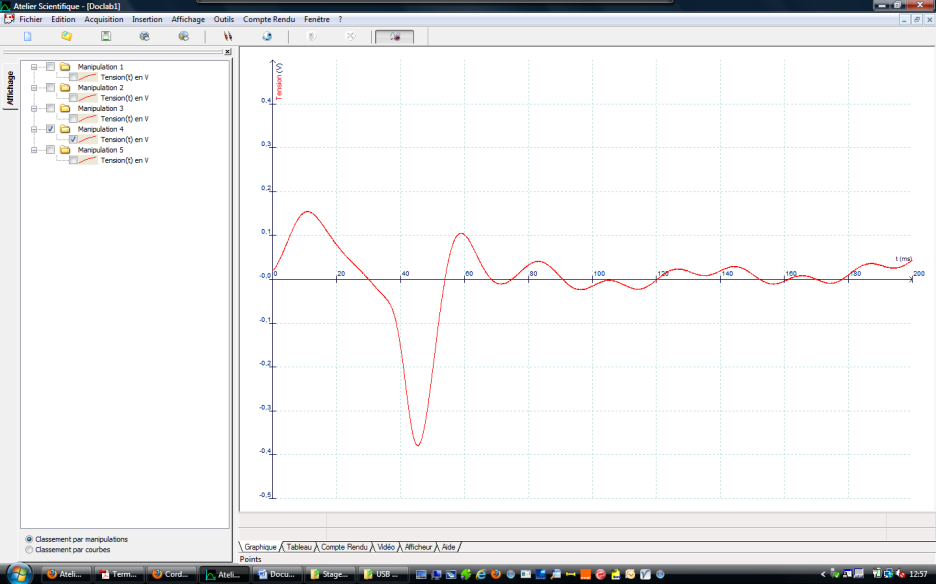 Atelier Scientifique - [Doclab1]
Fichier Edition Acquisition Insertion Affichage Outils Compte Rendu Fenêtre ?
Affichage
Manipulation 1
Tension(t) en V
Manipulation 2
Tension(t) en V
Manipulation 3
Tension(t) en V
Manipulation 4
Tension(t) en V
Manipulation 5
Tension(t) en V
Classement par manipulations
Classement par courbes
Tension (V)
0.4
0.3
0.2
0.1
-0.0
-0.1
-0.2
-0.3
-0.4
-0.5
0 20 40 60 80 100 120 140 160 180 200
t (ms)
Graphique Tableau Compte Rendu Vidéo Afficheur Aide
Points
Ateli... Term... Cord... Ateli... Docu... Stage... USB ... 12:57